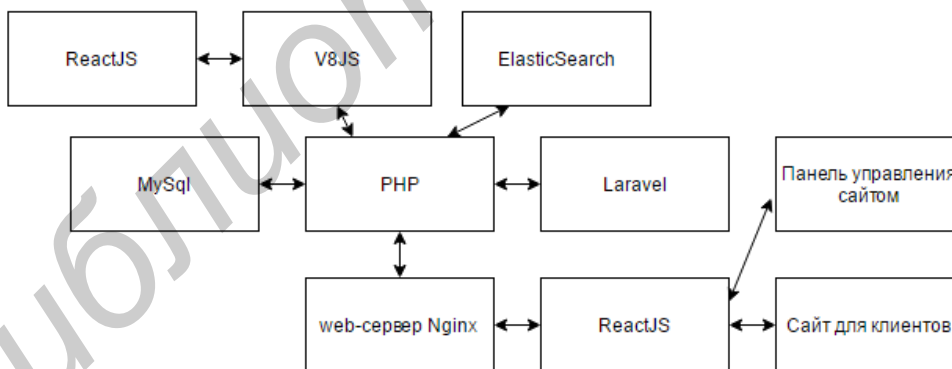 ReactJS
V8JS
ElasticSearch
MySql
PHP
Laravel
Панель управления
сайтом
web-сервер Nginx
ReactJS
Сайт для клиентов